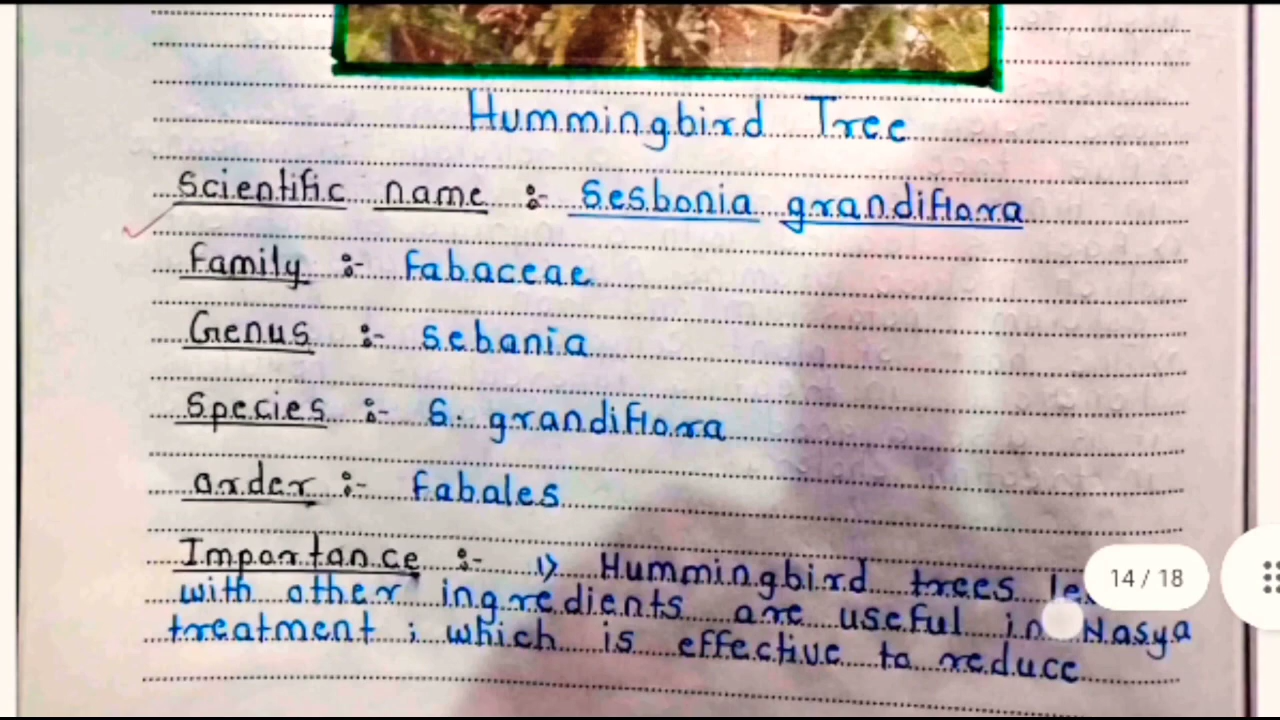 Hummingbird Tree
Scientific name :- Sesbania grandiflora
Family :- Fabaceae
Genus :- Sebania
Species :- S. grandiflora
Order :- Fabales
Importance :- 1) Hummingbird trees
with other ingredients are useful in Nasya
treatment ; which is effective to reduce
14 / 18